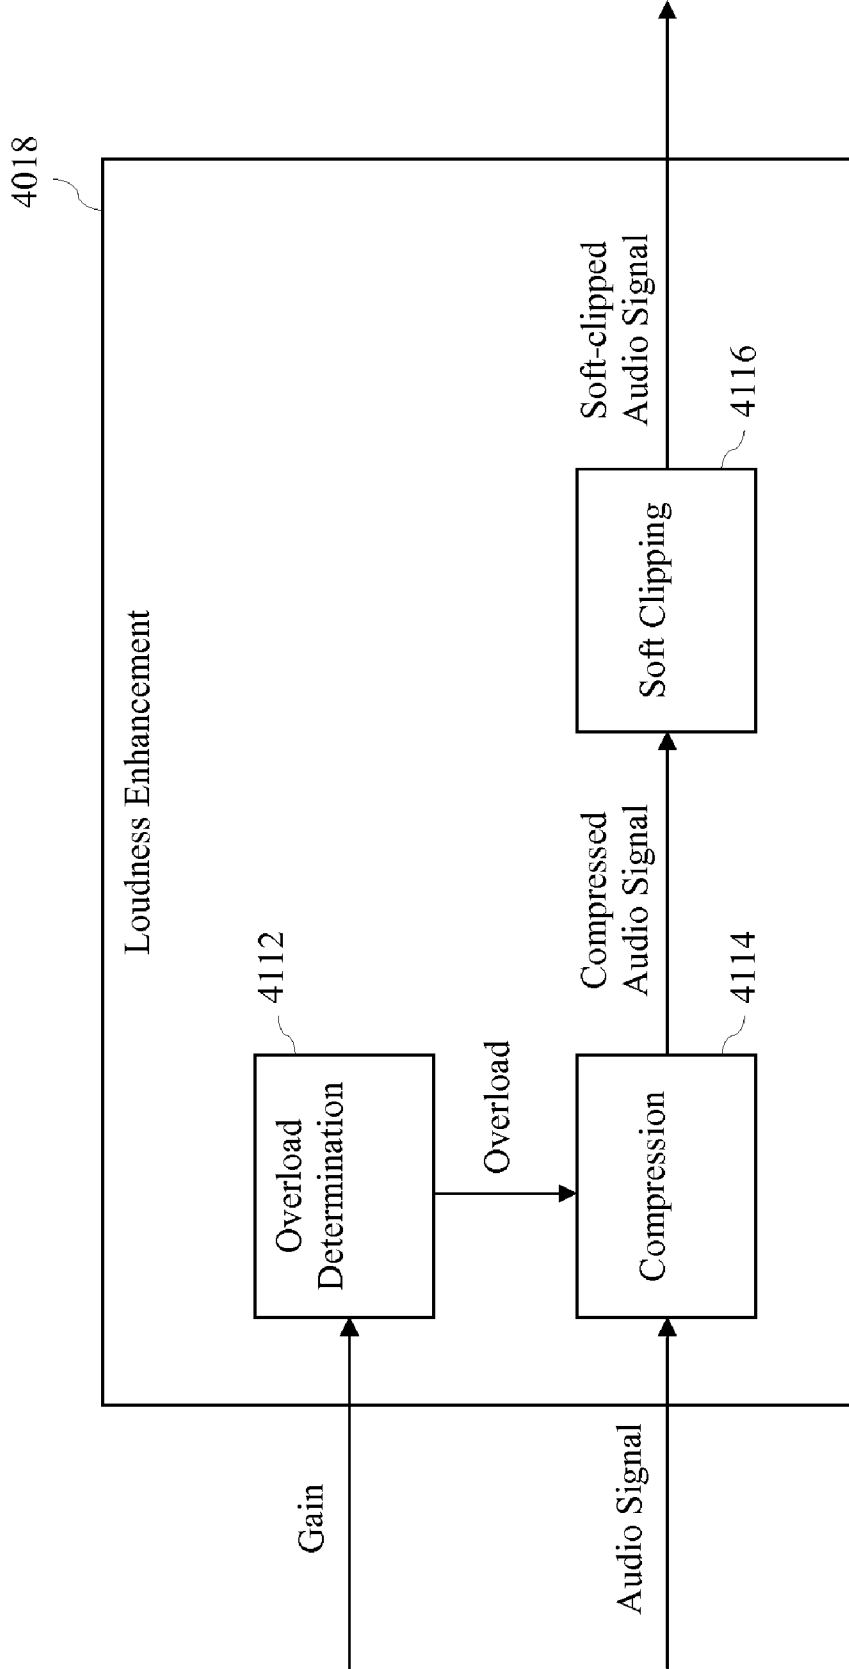 4018
Loudness Enhancement
4112
Overload
Determination
Gain
Overload
Audio Signal
Compression
4114
Compressed
Audio Signal
Soft Clipping
4116
Soft-clipped
Audio Signal